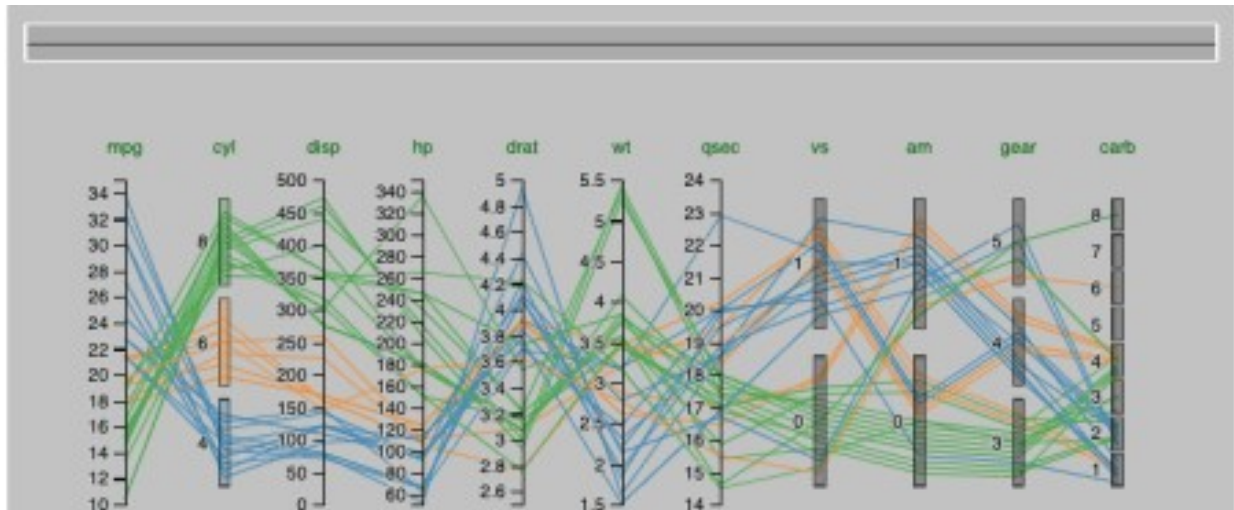 mpg cyl disp hp drat wt qsec vs am gear carb
34 32 30 28 26 24 22 20 18 16 14 12 10
8 6 4
500 450 400 350 300 250 200 150 100 50 0
340 320 300 280 260 240 220 200 180 160 140 120 100 80 60
5 4.8 4.6 4.4 4.2 4 3.8 3.6 3.4 3.2 3 2.8 2.6
5.5 5 4.5 4 3.5 3 2.5 2 1.5
24 23 22 21 20 19 18 17 16 15 14
1 0
1 0
5 4 3
8 7 6 5 4 3 2 1